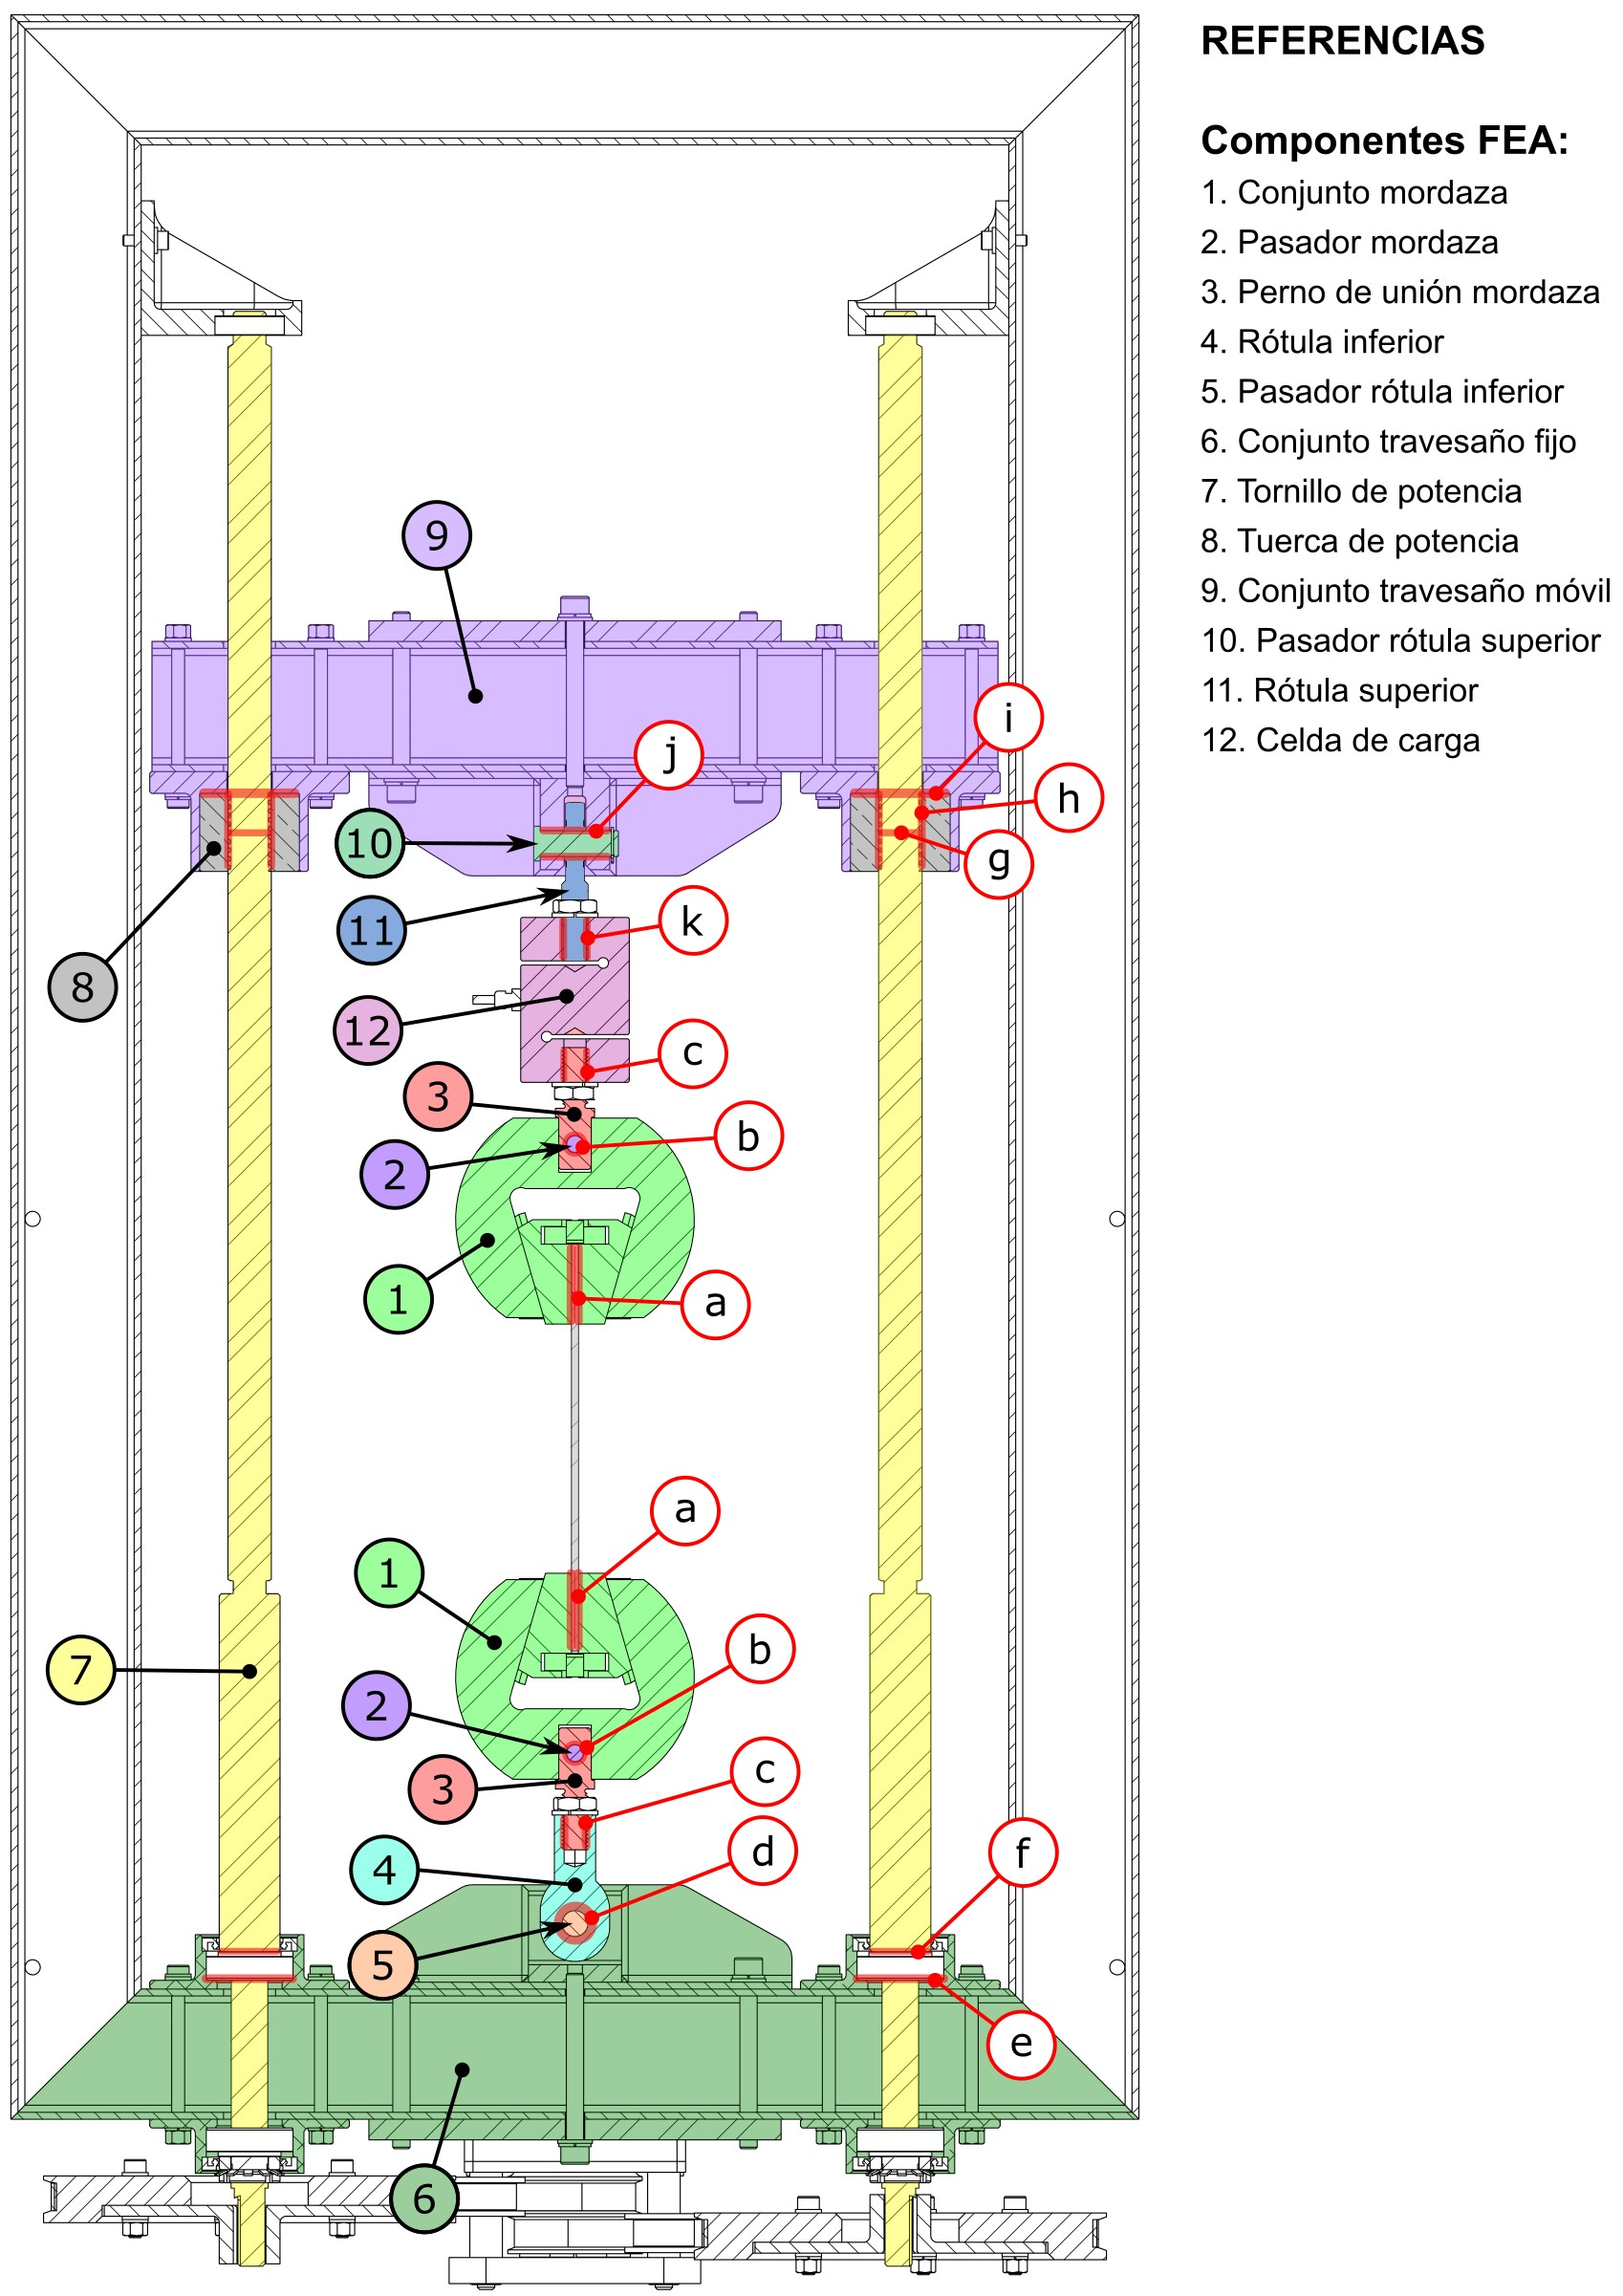 REFERENCIAS
Componentes FEA:
1. Conjunto mordaza
2. Pasador mordaza
3. Perno de unión mordaza
4. Rótula inferior
5. Pasador rótula inferior
6. Conjunto travesaño fijo
7. Tornillo de potencia
8. Tuerca de potencia
9. Conjunto travesaño móvil
10. Pasador rótula superior
11. Rótula superior
12. Celda de carga
9
i
j
h
10
g
11
k
8
12
c
3
b
2
1
a
a
1
b
7
2
c
3
d
f
4
5
e
6